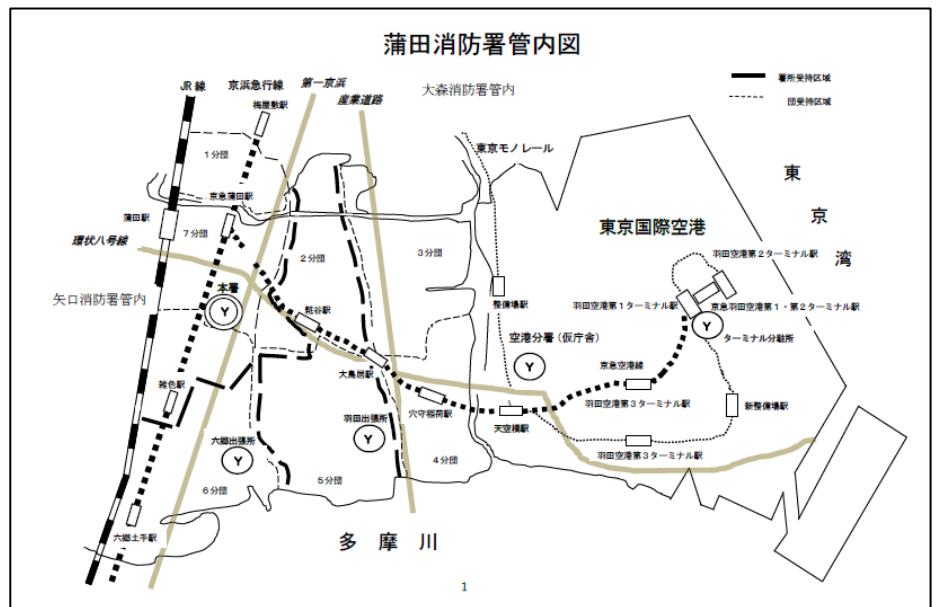 蒲田消防署管内図
JR線
京浜急行線
第一京浜
産業道路
大森消防署管内
署所受持区域
団受持区域
梅屋敷駅
1分団
東京モノレール
東京湾
京急蒲田駅
蒲田駅
7分団
環状八号線
2分団
3分団
東京国際空港
羽田空港第2ターミナル駅
矢口消防署管内
本署
Y
糀谷駅
整備場駅
羽田空港第1ターミナル駅
京急羽田空港第1・第2ターミナル駅
Y
ターミナル分駐所
空港分署(仮庁舎)
Y
大鳥居駅
京急空港線
羽田空港第3ターミナル駅
雑色駅
穴守稲荷駅
天空橋駅
新整備場駅
羽田出張所
Y
六郷出張所
Y
羽田空港第3ターミナル駅
4分団
5分団
6分団
六郷土手駅
多摩川
1